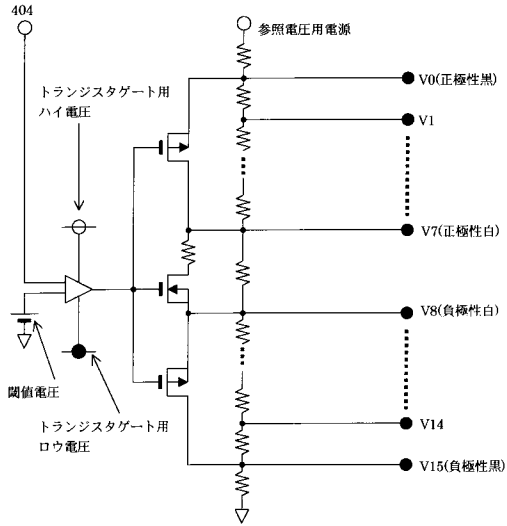 404
参照電圧用電源
V0(正極性黒)
トランジスタゲート用
ハイ電圧
V1
V7(正極性白)
V8(負極性白)
閾値電圧
トランジスタゲート用
ロウ電圧
V14
V15(負極性黒)